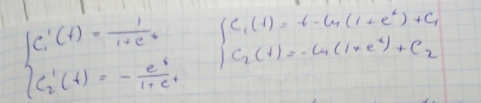 { C₁'(t) = 1/(1+eᵗ)    { C₁(t) = t - ln(1+eᵗ) + C₁
{ C₂'(t) = - eᵗ/(1+eᵗ)    { C₂(t) = - ln(1+eᵗ) + C₂